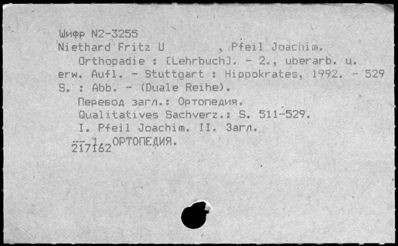 Шифр N2-3255
Niethard Fritz U , Pfeil Joachim.
Orthopadie : [Lehrbuch]. - 2., uberarb. u.
erw. Aufl. - Stuttgart : Hippokrates, 1992. - 529
S. : Abb. - (Duale Reihe).
Перевод загл.: Ортопедия.
Qualitatives Sachverz.: S. 511-529.
I. Pfeil Joachim. II. Загл.
--- 1. ОРТОПЕДИЯ.
217162